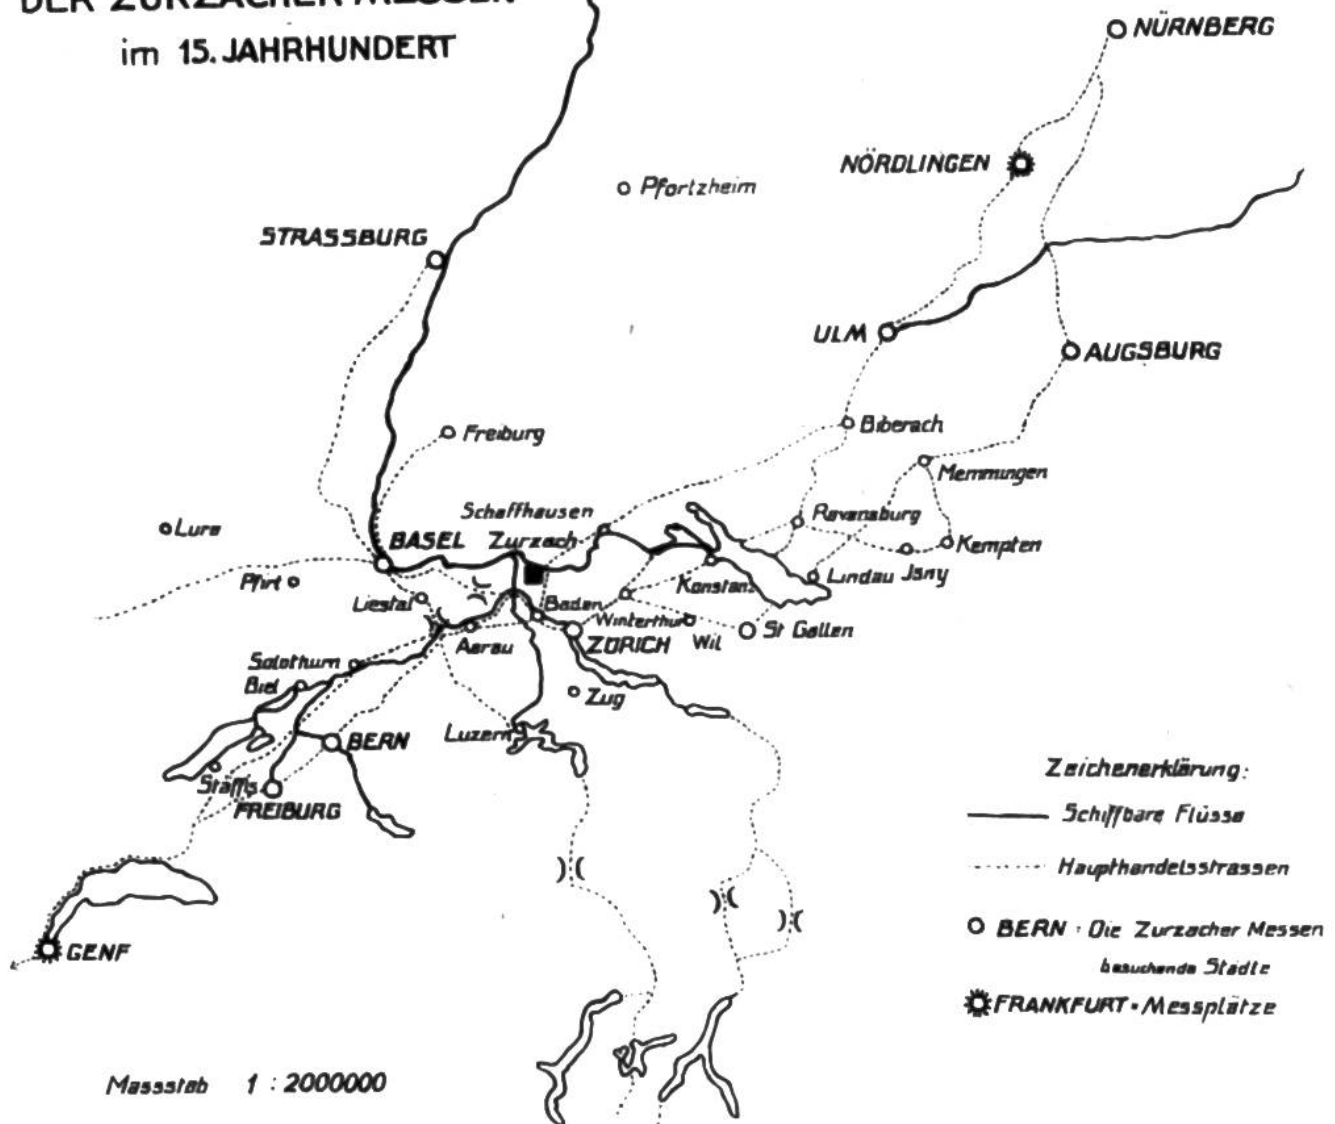 DER ZURZACHER MESSEN
im 15. JAHRHUNDERT
NÜRNBERG
NÖRDLINGEN
Pfortzheim
STRASSBURG
ULM
AUGSBURG
Biberach
Freiburg
Memmingen
Schaffhausen
Ravensburg
Lure
BASEL
Zurzach
Kempten
Pfirt
Konstanz
Lindau
Jsny
Liestal
Baden
Winterthur
St Gallen
Aarau
ZÜRICH
Wil
Solothurn
Biel
Zug
BERN
Luzern
Stäffis
FREIBURG
GENF
Zeichenerklärung:
Schiffbare Flüsse
Haupthandelsstrassen
BERN · Die Zurzacher Messen
besuchende Städte
FRANKFURT · Messplätze
Massstab 1 : 2000000